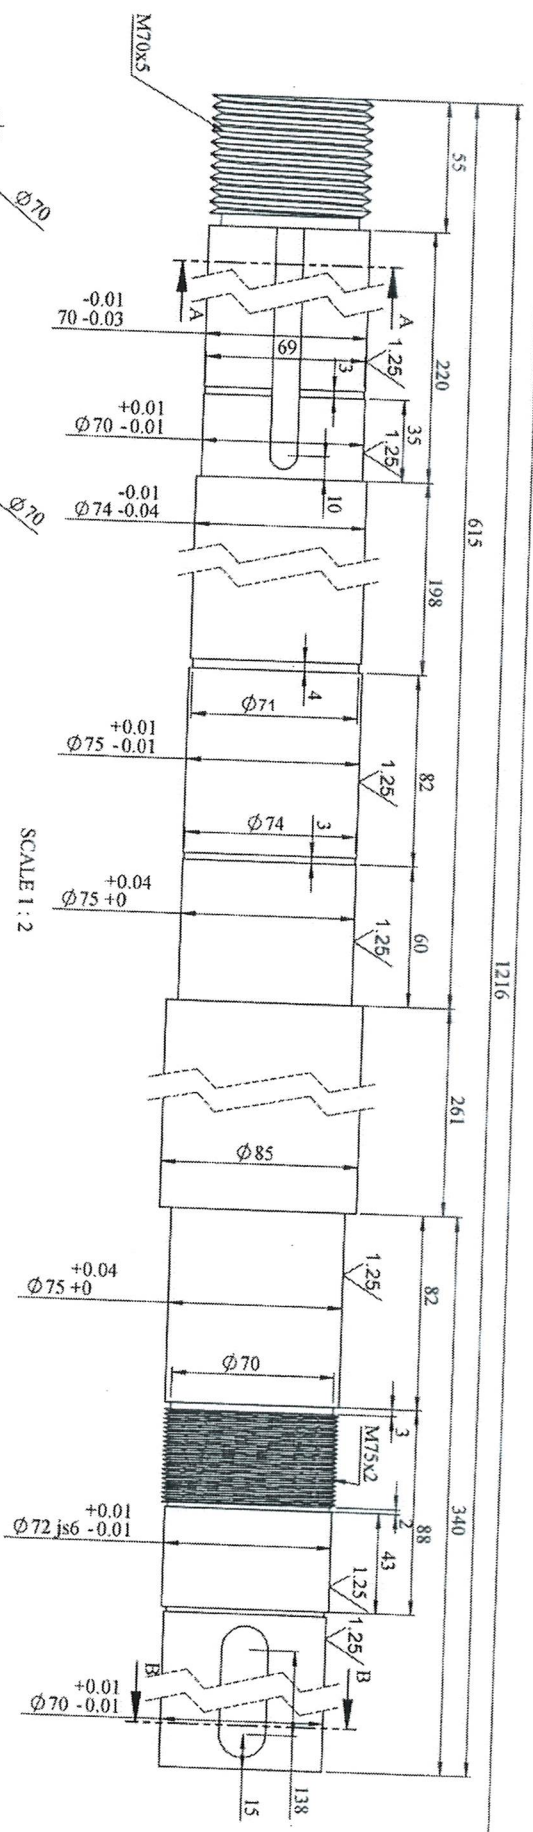 M70x5
55
615
1216
220
A
A
-0.01
70 -0.03
69
3
1.25
35
+0.01
Ø70 -0.01
1.25
10
Ø70
-0.01
Ø74 -0.04
198
4
Ø71
+0.01
Ø75 -0.01
1.25
82
Ø74
3
+0.04
Ø75 +0
1.25
60
SCALE 1 : 2
Ø70
261
Ø85
+0.04
Ø75 +0
1.25
82
Ø70
3
M75x2
340
88
2
43
+0.01
Ø72 js6 -0.01
1.25
1.25
B
B
+0.01
Ø70 -0.01
138
15